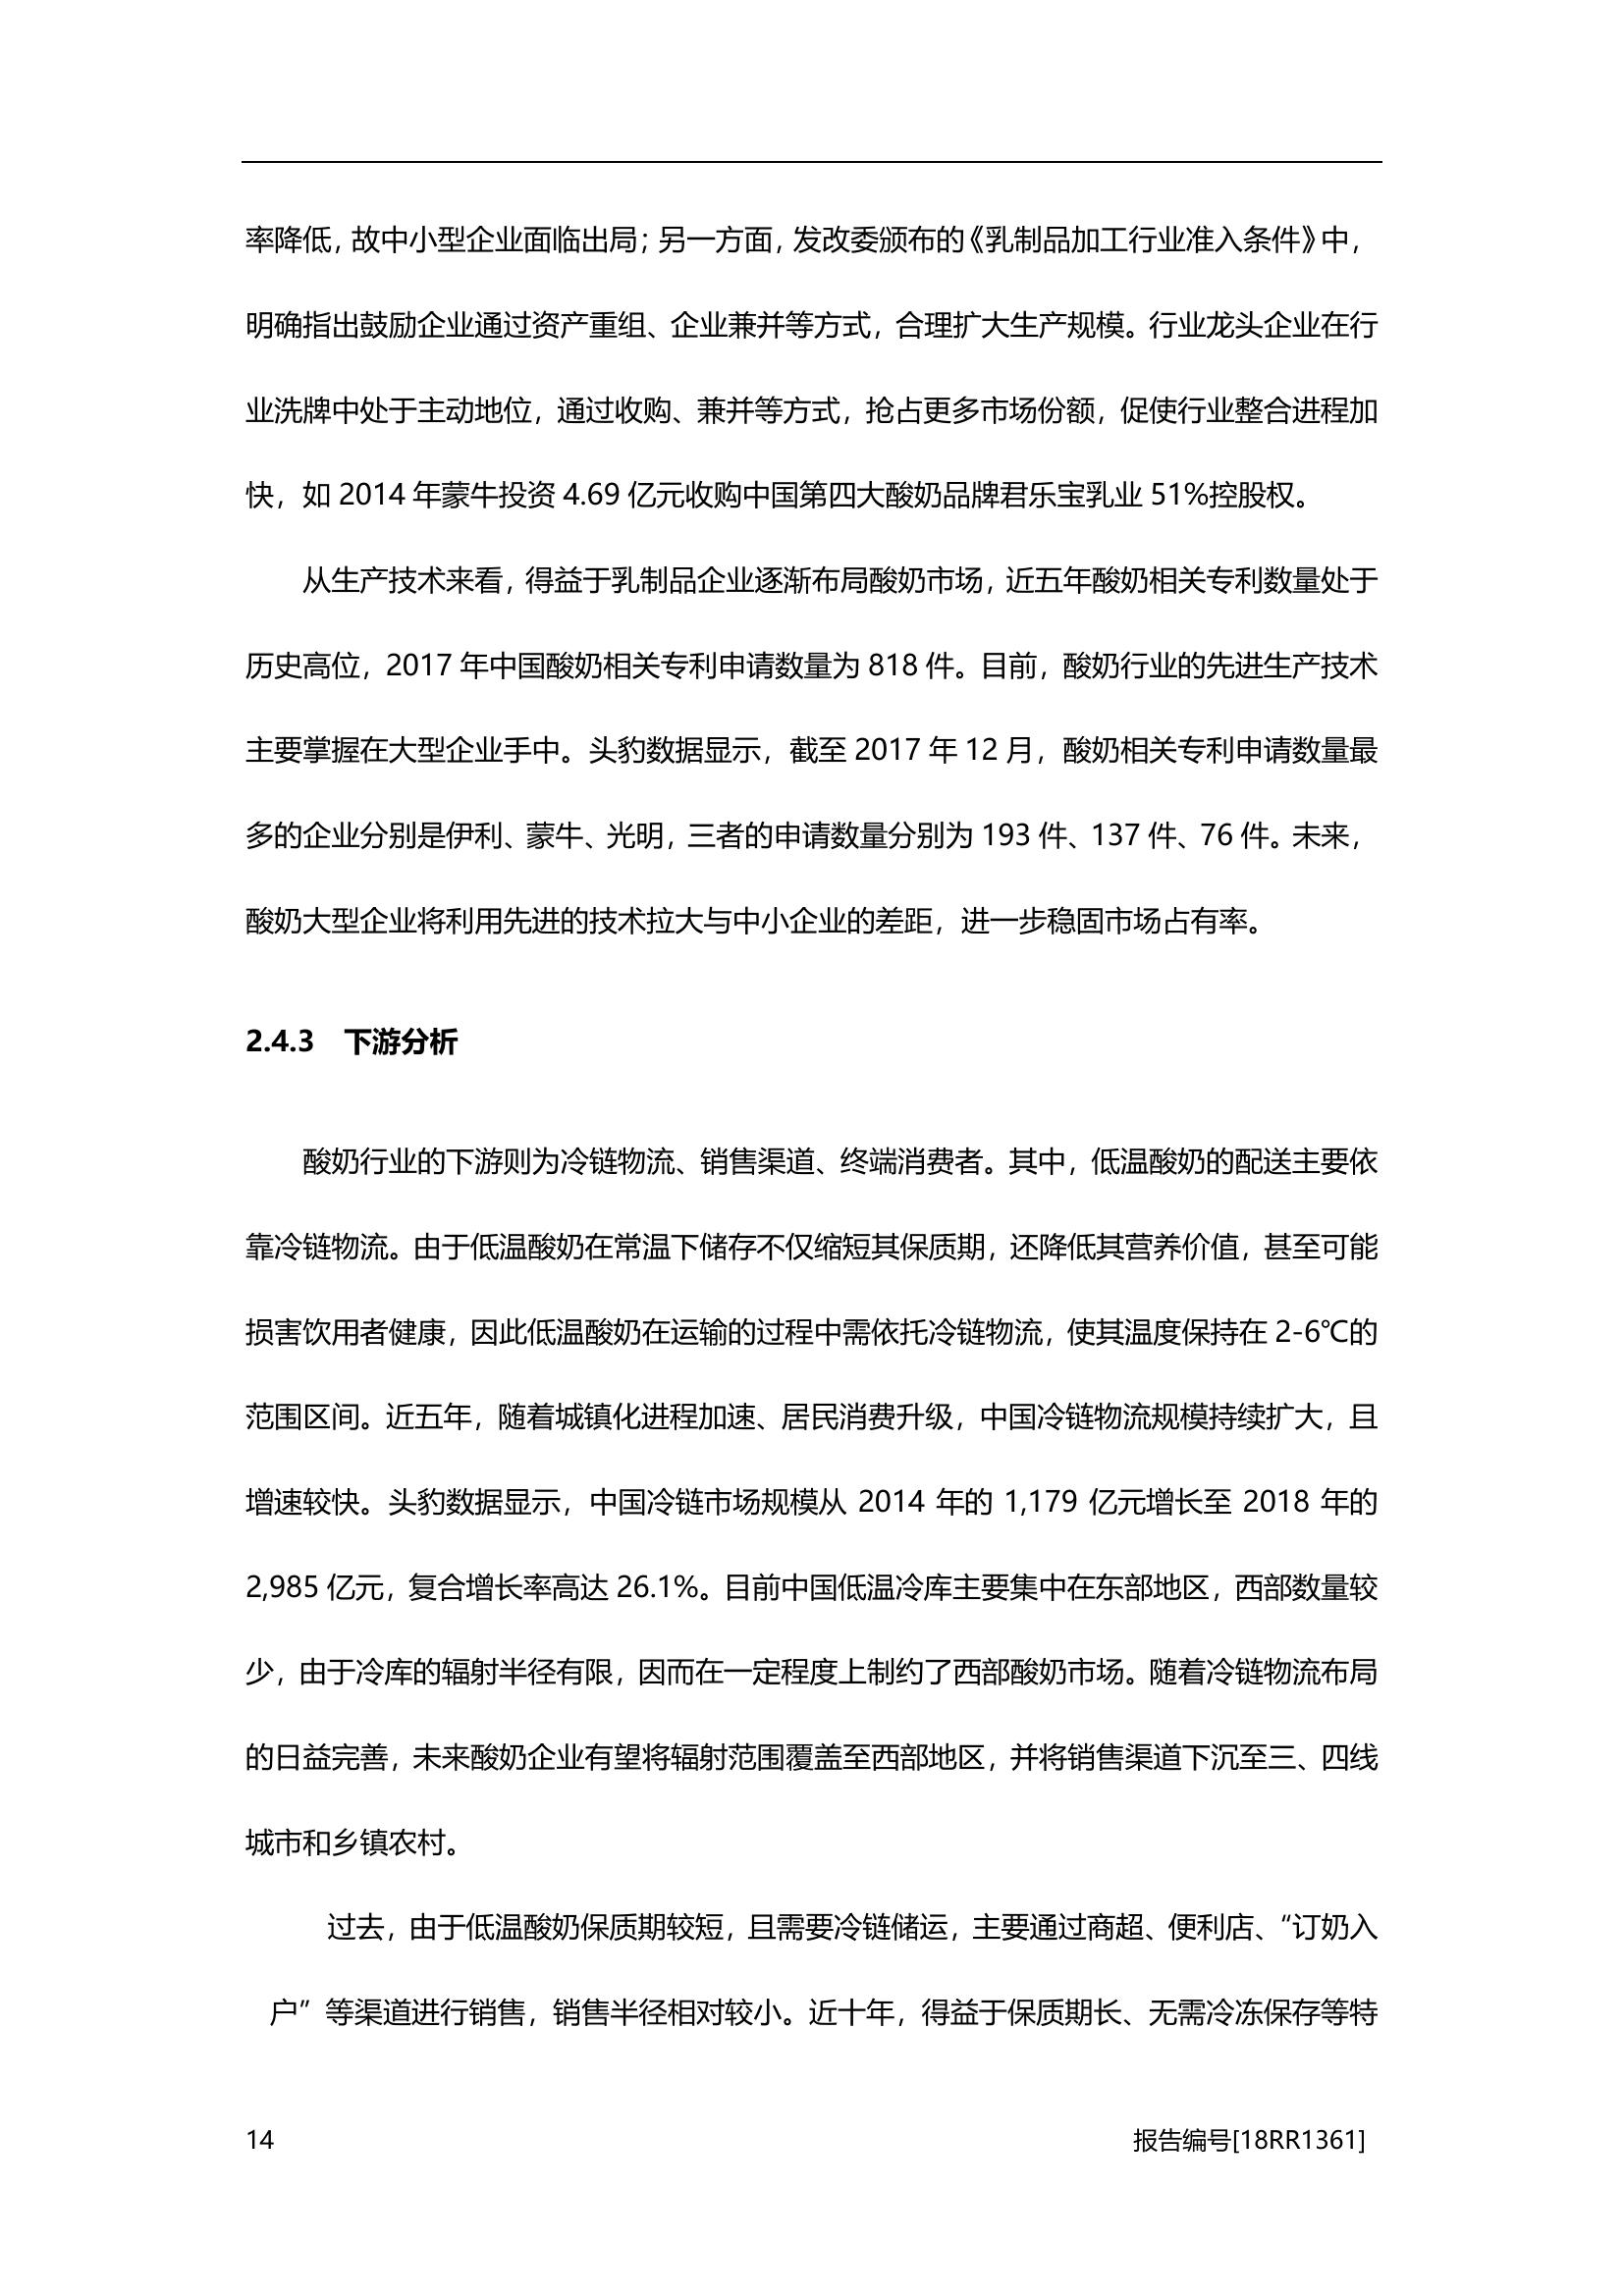 率降低，故中小型企业面临出局；另一方面，发改委颁布的《乳制品加工行业准入条件》中，
明确指出鼓励企业通过资产重组、企业兼并等方式，合理扩大生产规模。行业龙头企业在行
业洗牌中处于主动地位，通过收购、兼并等方式，抢占更多市场份额，促使行业整合进程加
快，如 2014 年蒙牛投资 4.69 亿元收购中国第四大酸奶品牌君乐宝乳业 51%控股权。
从生产技术来看，得益于乳制品企业逐渐布局酸奶市场，近五年酸奶相关专利数量处于
历史高位，2017 年中国酸奶相关专利申请数量为 818 件。目前，酸奶行业的先进生产技术
主要掌握在大型企业手中。头豹数据显示，截至 2017 年 12 月，酸奶相关专利申请数量最
多的企业分别是伊利、蒙牛、光明，三者的申请数量分别为 193 件、137 件、76 件。未来，
酸奶大型企业将利用先进的技术拉大与中小企业的差距，进一步稳固市场占有率。
2.4.3 下游分析
酸奶行业的下游则为冷链物流、销售渠道、终端消费者。其中，低温酸奶的配送主要依
靠冷链物流。由于低温酸奶在常温下储存不仅缩短其保质期，还降低其营养价值，甚至可能
损害饮用者健康，因此低温酸奶在运输的过程中需依托冷链物流，使其温度保持在 2-6℃的
范围区间。近五年，随着城镇化进程加速、居民消费升级，中国冷链物流规模持续扩大，且
增速较快。头豹数据显示，中国冷链市场规模从 2014 年的 1,179 亿元增长至 2018 年的
2,985 亿元，复合增长率高达 26.1%。目前中国低温冷库主要集中在东部地区，西部数量较
少，由于冷库的辐射半径有限，因而在一定程度上制约了西部酸奶市场。随着冷链物流布局
的日益完善，未来酸奶企业有望将辐射范围覆盖至西部地区，并将销售渠道下沉至三、四线
城市和乡镇农村。
过去，由于低温酸奶保质期较短，且需要冷链储运，主要通过商超、便利店、“订奶入
户”等渠道进行销售，销售半径相对较小。近十年，得益于保质期长、无需冷冻保存等特
14 报告编号[18RR1361]